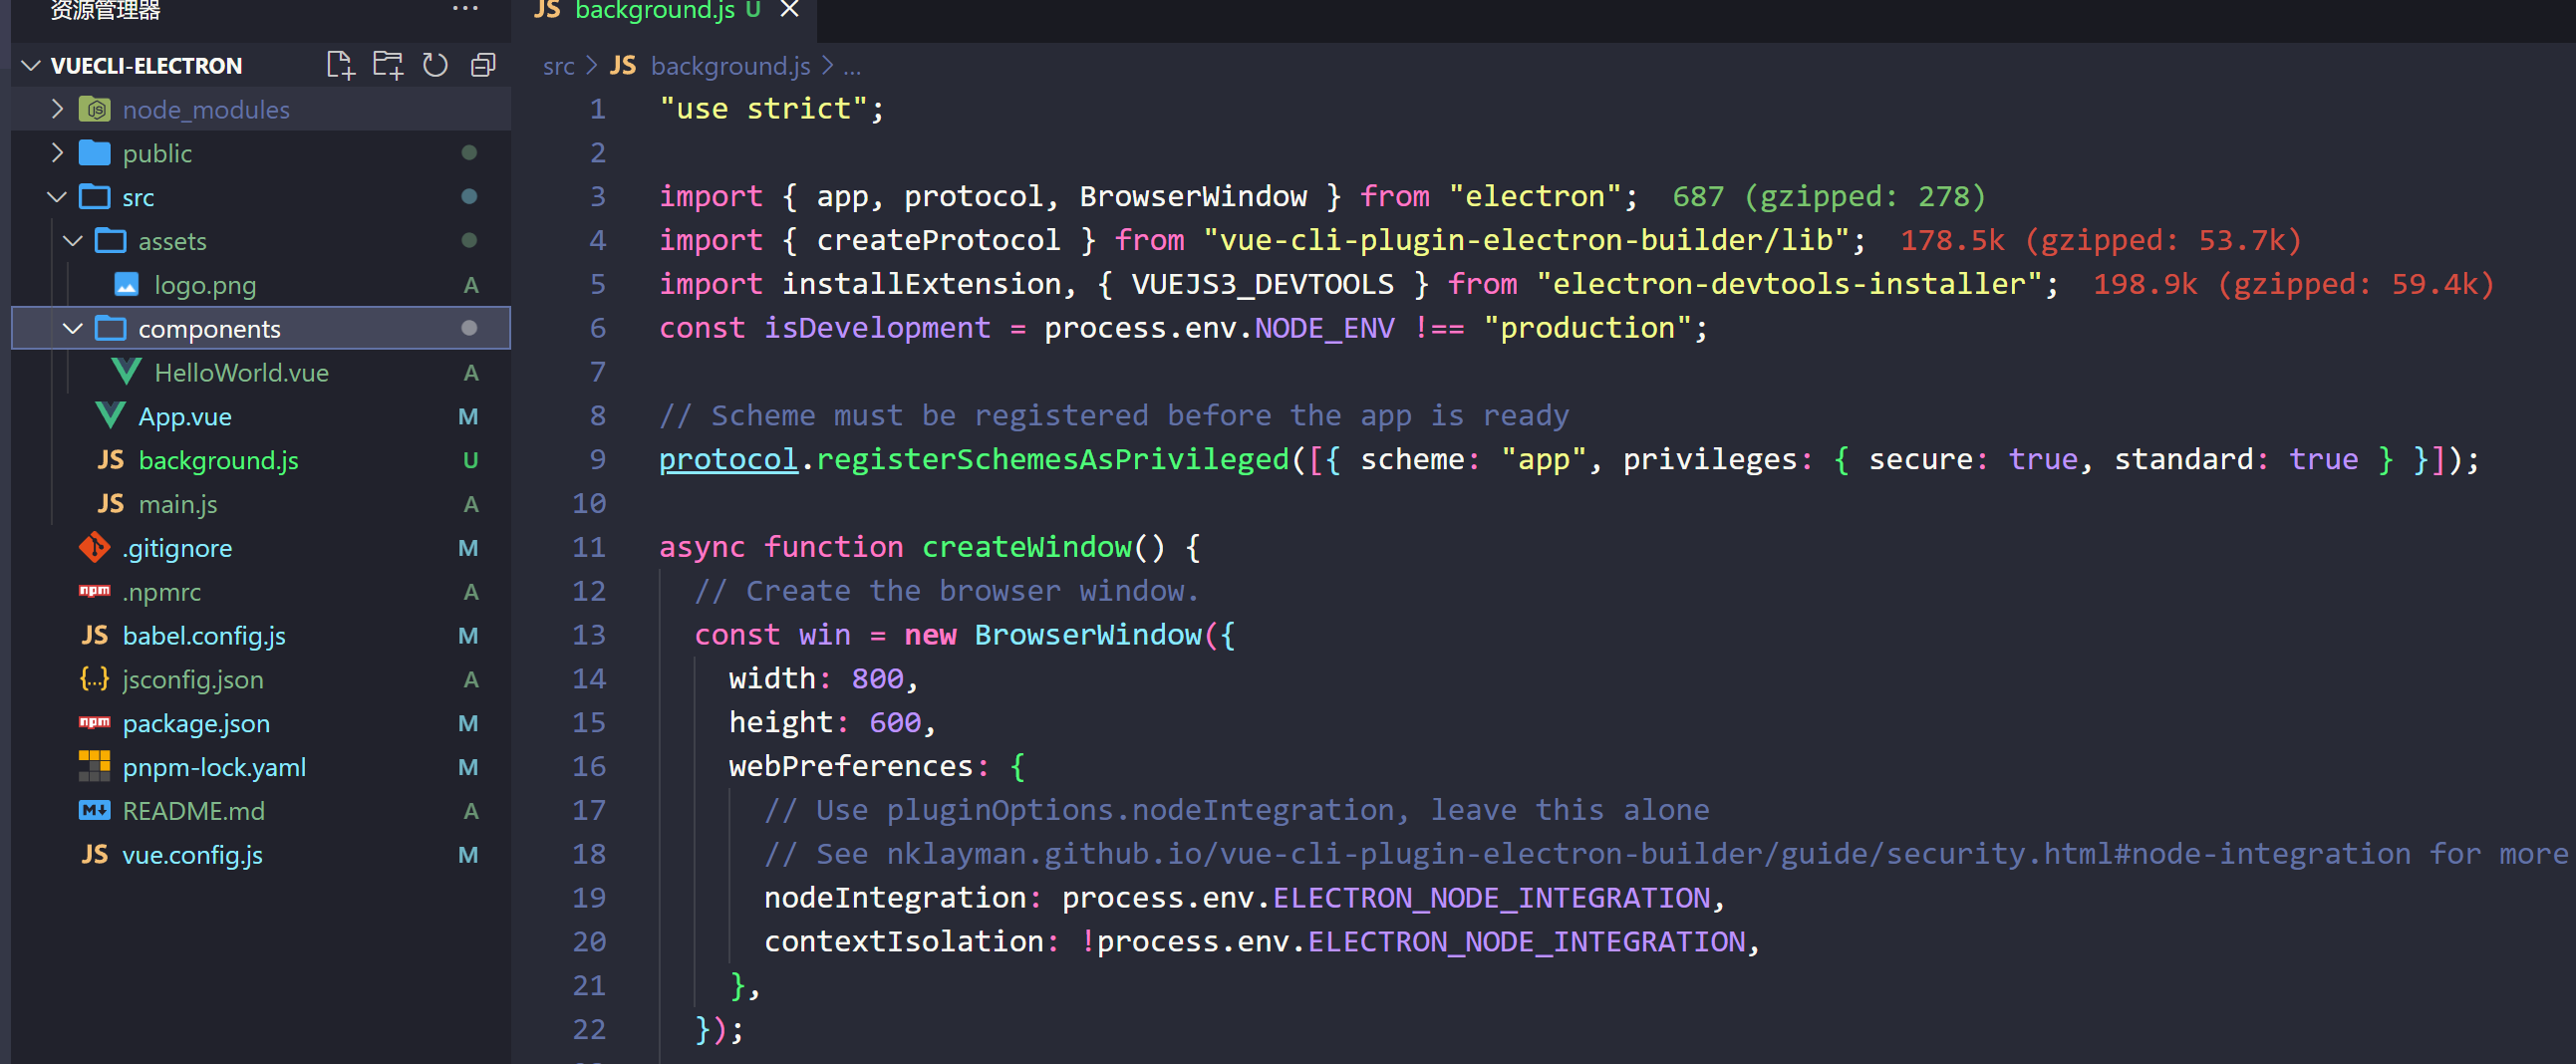 资源管理器
VUECLI-ELECTRON
node_modules
public
src
assets
logo.png A
components
HelloWorld.vue A
App.vue M
JS background.js U
JS main.js A
.gitignore M
npm .npmrc A
JS babel.config.js M
{..} jsconfig.json A
npm package.json M
pnpm-lock.yaml M
M README.md A
JS vue.config.js M
JS background.js U
src > JS background.js > ...
1 "use strict";
2
3 import { app, protocol, BrowserWindow } from "electron"; 687 (gzipped: 278)
4 import { createProtocol } from "vue-cli-plugin-electron-builder/lib"; 178.5k (gzipped: 53.7k)
5 import installExtension, { VUEJS3_DEVTOOLS } from "electron-devtools-installer"; 198.9k (gzipped: 59.4k)
6 const isDevelopment = process.env.NODE_ENV !== "production";
7
8 // Scheme must be registered before the app is ready
9 protocol.registerSchemesAsPrivileged([{ scheme: "app", privileges: { secure: true, standard: true } }]);
10
11 async function createWindow() {
12 // Create the browser window.
13 const win = new BrowserWindow({
14 width: 800,
15 height: 600,
16 webPreferences: {
17 // Use pluginOptions.nodeIntegration, leave this alone
18 // See nklayman.github.io/vue-cli-plugin-electron-builder/guide/security.html#node-integration for more
19 nodeIntegration: process.env.ELECTRON_NODE_INTEGRATION,
20 contextIsolation: !process.env.ELECTRON_NODE_INTEGRATION,
21 },
22 });